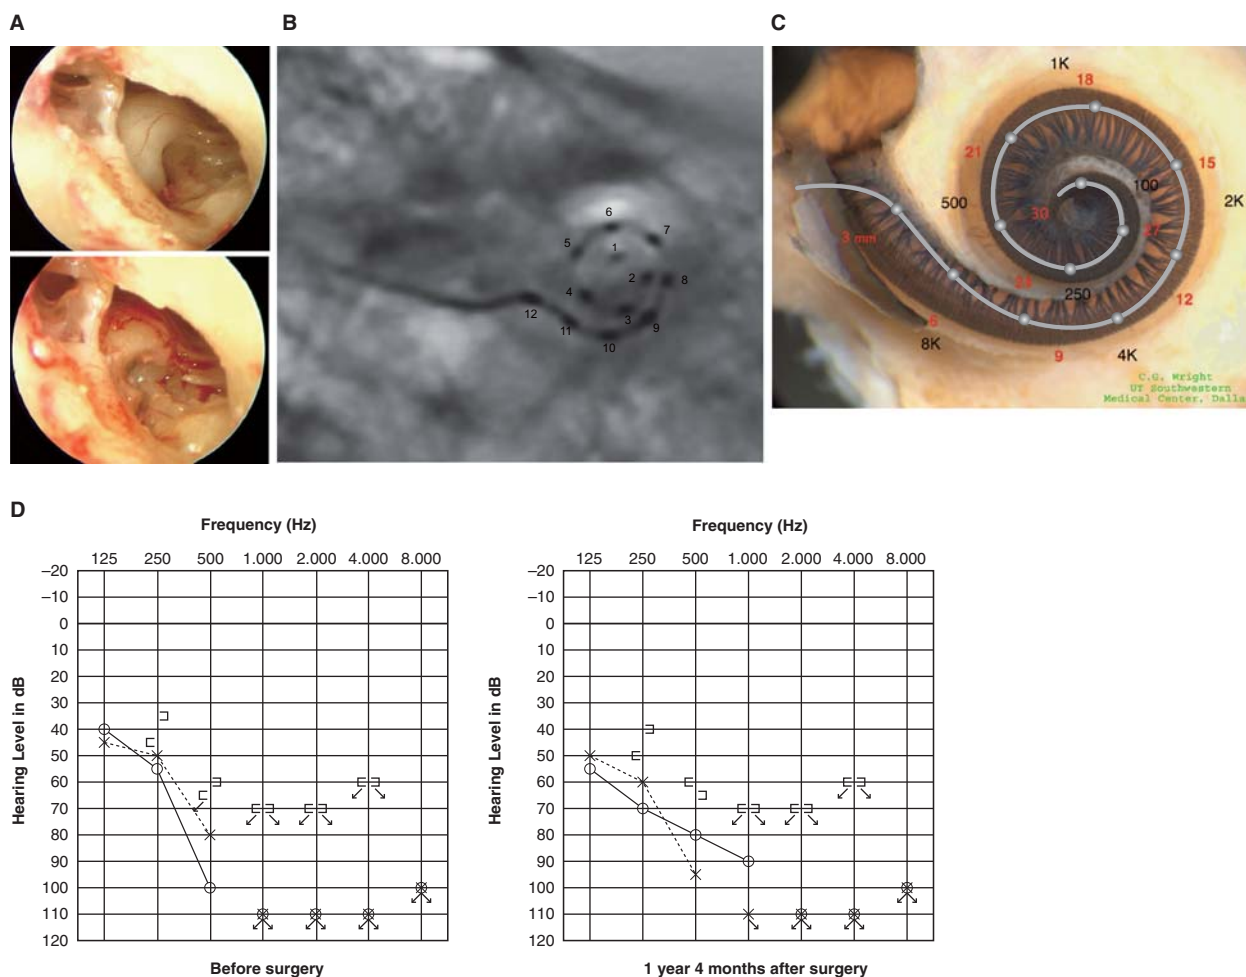 A
B
C
6
7
5
1
2
8
4
3
9
12
11
10
1K
18
21
15
100
500
2K
30
27
3 mm
23
250
12
6
8K
9
4K
C.G. Wright
UT Southwestern
Medical Center, Dalla
D
Frequency (Hz)
125 250 500 1.000 2.000 4.000 8.000
Hearing Level in dB
–20
–10
0
10
20
30
40
50
60
70
80
90
100
110
120
Before surgery
Frequency (Hz)
125 250 500 1.000 2.000 4.000 8.000
Hearing Level in dB
–20
–10
0
10
20
30
40
50
60
70
80
90
100
110
120
1 year 4 months after surgery